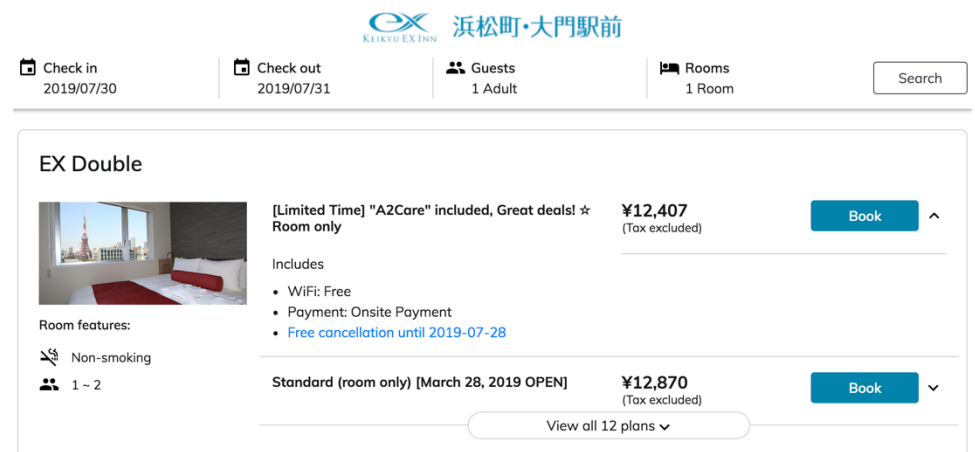 ex
KEIKYU EX INN
浜松町・大門駅前
Check in
2019/07/30
Check out
2019/07/31
Guests
1 Adult
Rooms
1 Room
Search
EX Double
[Limited Time] "A2Care" included, Great deals! ☆
Room only
¥12,407
(Tax excluded)
Book
Includes
• WiFi: Free
• Payment: Onsite Payment
• Free cancellation until 2019-07-28
Room features:
Non-smoking
1 ~ 2
Standard (room only) [March 28, 2019 OPEN]
¥12,870
(Tax excluded)
Book
View all 12 plans